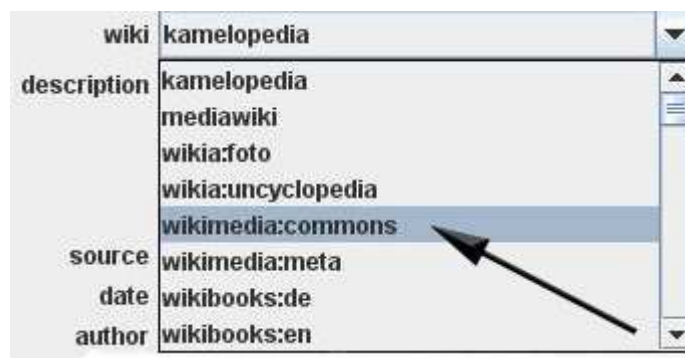 wiki kamelopedia
description kamelopedia
mediawiki
wikia:foto
wikia:uncyclopedia
wikimedia:commons
source wikimedia:meta
date wikibooks:de
author wikibooks:en